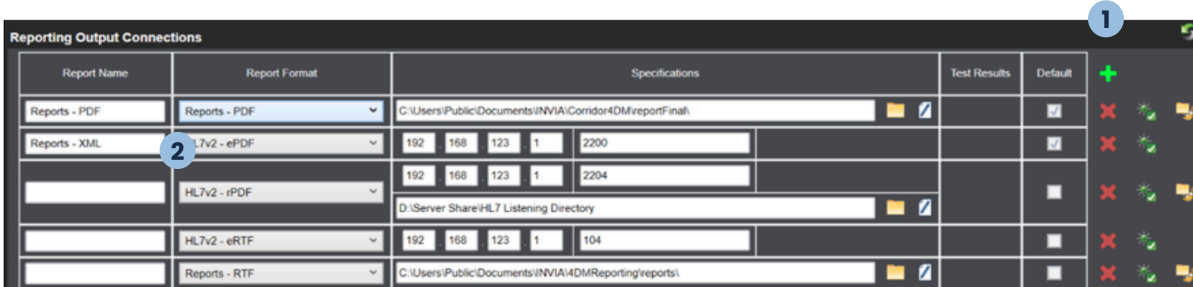 1
Reporting Output Connections
Report Name Report Format Specifications Test Results Default
Reports - PDF Reports - PDF C:\Users\Public\Documents\INVIA\Corridor4DM\reportFinal\
Reports - XML 2 HL7v2 - ePDF 192 . 168 . 123 . 1 2200
192 . 168 . 123 . 1 2204
HL7v2 - rPDF
D:\Server Share\HL7 Listening Directory
HL7v2 - eRTF 192 . 168 . 123 . 1 104
Reports - RTF C:\Users\Public\Documents\INVIA\4DMReporting\reports\